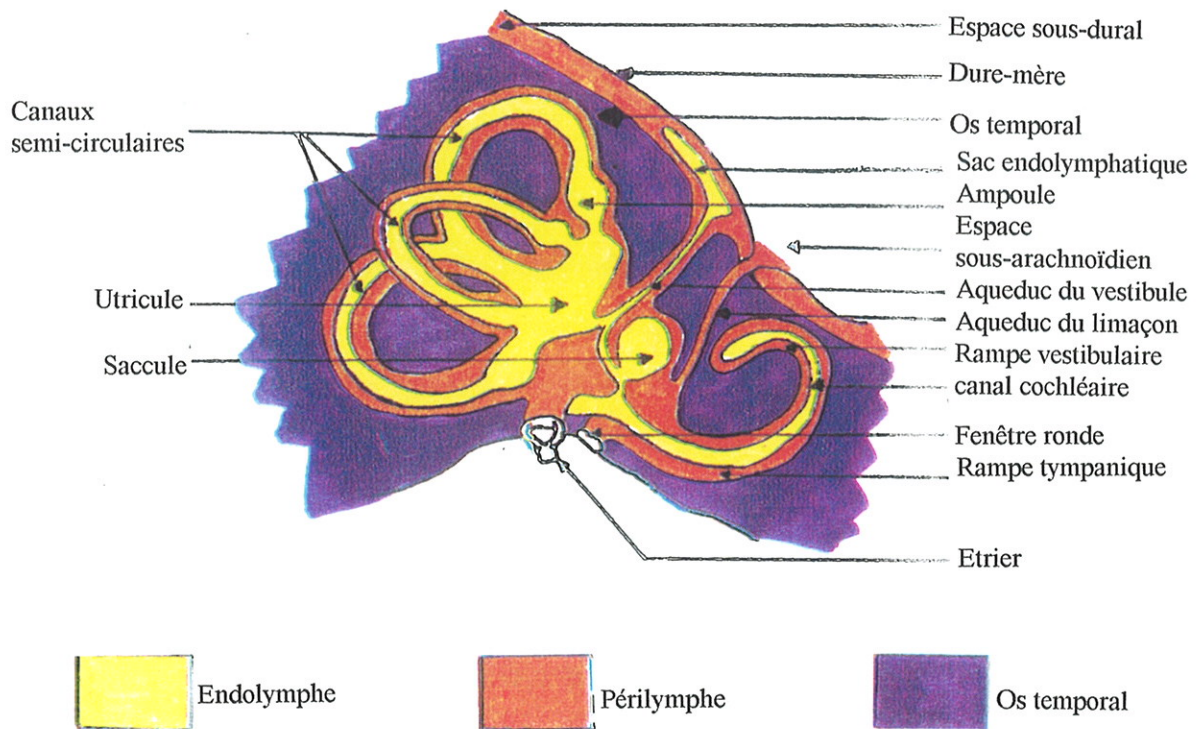 Espace sous-dural
Dure-mère
Canaux
semi-circulaires
Os temporal
Sac endolymphatique
Ampoule
Espace
sous-arachnoïdien
Utricule
Aqueduc du vestibule
Aqueduc du limaçon
Saccule
Rampe vestibulaire
canal cochléaire
Fenêtre ronde
Rampe tympanique
Etrier
Endolymphe
Périlymphe
Os temporal